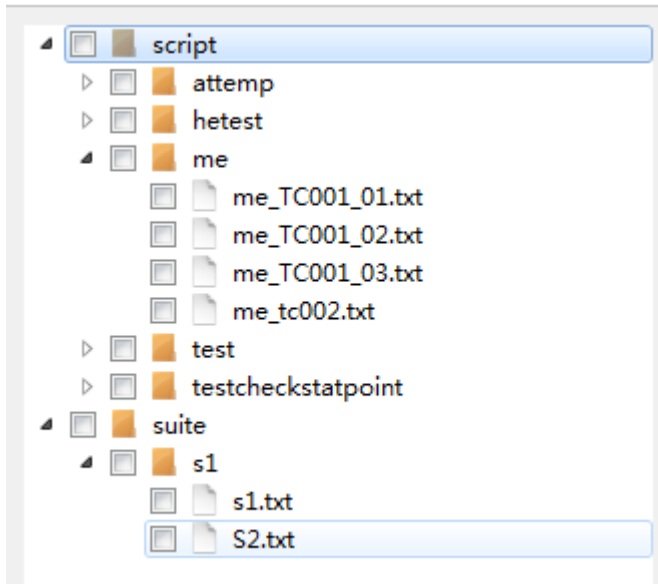 script
attemp
hetest
me
me_TC001_01.txt
me_TC001_02.txt
me_TC001_03.txt
me_tc002.txt
test
testcheckstatpoint
suite
s1
s1.txt
S2.txt